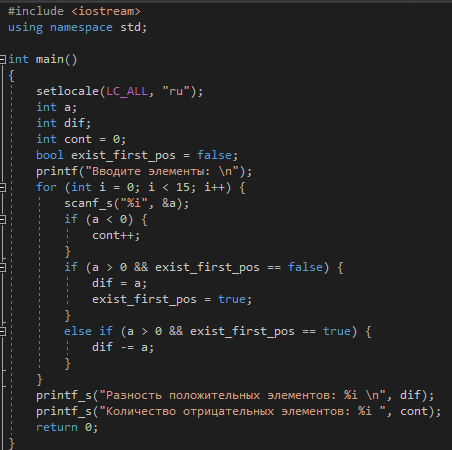 #include <iostream>
using namespace std;
int main()
{
setlocale(LC_ALL, "ru");
int a;
int dif;
int cont = 0;
bool exist_first_pos = false;
printf("Вводите элементы: \n");
for (int i = 0; i < 15; i++) {
scanf_s("%i", &a);
if (a < 0) {
cont++;
}
if (a > 0 && exist_first_pos == false) {
dif = a;
exist_first_pos = true;
}
else if (a > 0 && exist_first_pos == true) {
dif -= a;
}
}
printf_s("Разность положительных элементов: %i \n", dif);
printf_s("Количество отрицательных элементов: %i ", cont);
return 0;
}